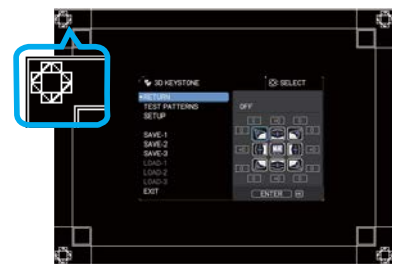 3D KEYSTONE
SELECT
RETURN
TEST PATTERNS
SETUP
SAVE-1
SAVE-2
SAVE-3
LOAD-1
LOAD-2
LOAD-3
EXIT
OFF
ENTER